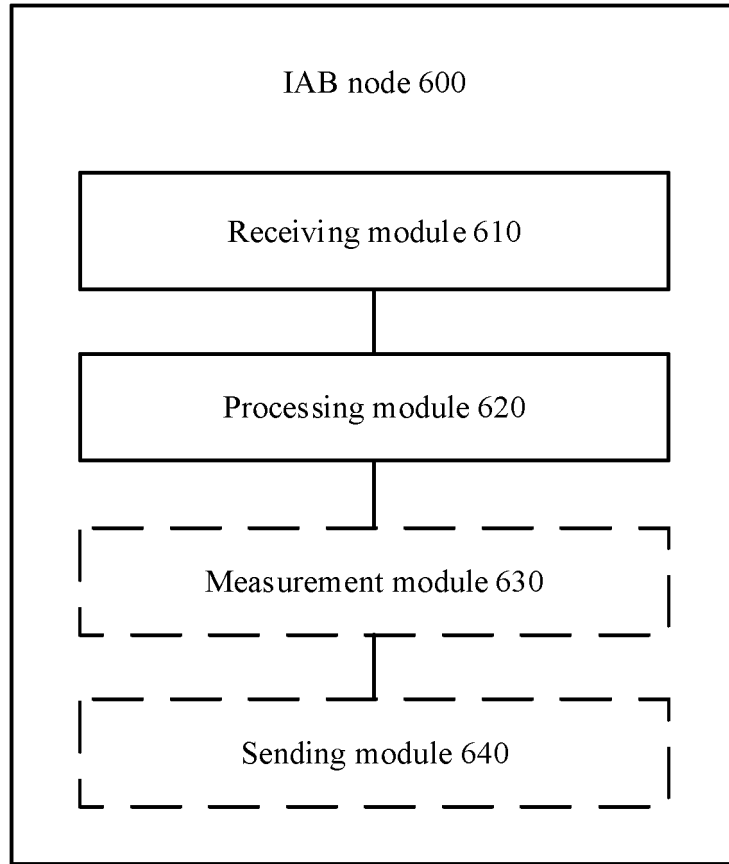 IAB node 600
Receiving module 610
Processing module 620
Measurement module 630
Sending module 640